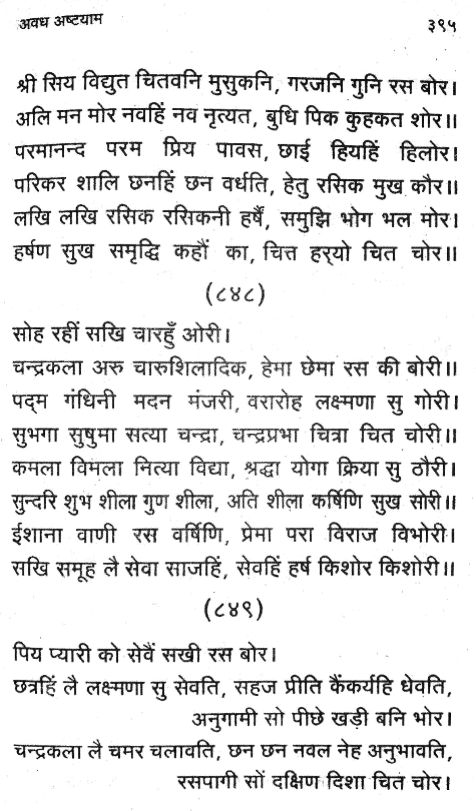 अवध अष्टयाम
३९५
श्री सिय विद्युत चितवनि मुसुकनि, गरजनि गुनि रस बोर।
अलि मन मोर नवहिं नव नृत्यत, बुधि पिक कुहकत शोर॥
परमानन्द परम प्रिय पावस, छाई हियहिं हिलोर।
परिकर शालि छनहिं छन वर्धति, हेतु रसिक मुख कौर॥
लखि लखि रसिक रसिकनी हर्षैं, समुझि भोग भल मोर।
हर्षण सुख समृद्धि कहौं का, चित्त हर्‌यो चित चोर॥
(८४८)
सोह रहीं सखि चारहुँ ओरी।
चन्द्रकला अरु चारुशिलादिक, हेमा छेमा रस की बोरी॥
पद्म गंधिनी मदन मंजरी, वरारोह लक्ष्मणा सु गोरी।
सुभगा सुषुमा सत्या चन्द्रा, चन्द्रप्रभा चित्रा चित चोरी॥
कमला विमला नित्या विद्या, श्रद्धा योगा क्रिया सु ठौरी।
सुन्दरि शुभ शीला गुण शीला, अति शीला कर्षिणि सुख सोरी॥
ईशाना वाणी रस वर्षिणि, प्रेमा परा विराज विभोरी।
सखि समूह लै सेवा साजहिं, सेवहिं हर्ष किशोर किशोरी॥
(८४९)
पिय प्यारी को सेवैं सखी रस बोर।
छत्रहिं लै लक्ष्मणा सु सेवति, सहज प्रीति कैंकर्यहि धेवति,
अनुगामी सो पीछे खड़ी बनि भोर।
चन्द्रकला लै चमर चलावति, छन छन नवल नेह अनुभावति,
रसपागी सों दक्षिण दिशा चित चोर।